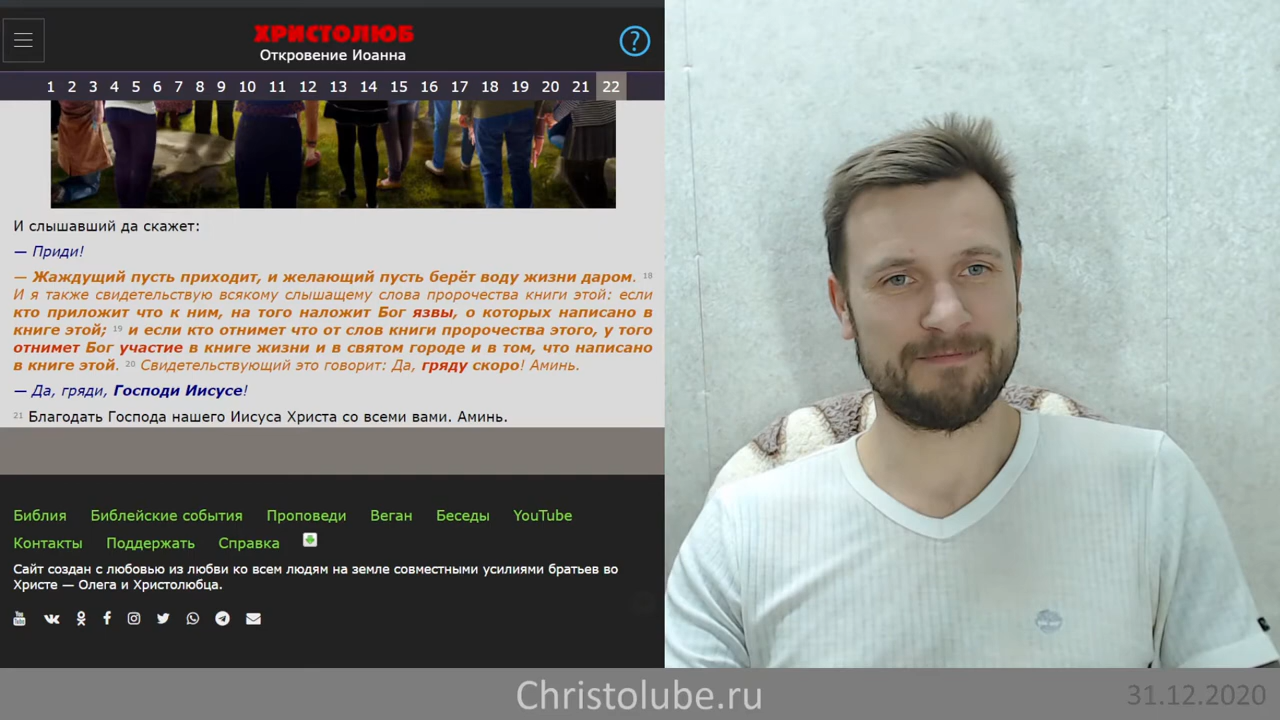 ХРИСТОЛЮБ
Откровение Иоанна
1 2 3 4 5 6 7 8 9 10 11 12 13 14 15 16 17 18 19 20 21 22
И слышавший да скажет:
— Приди!
— Жаждущий пусть приходит, и желающий пусть берёт воду жизни даром. 18
И я также свидетельствую всякому слышащему слова пророчества книги этой: если
кто приложит что к ним, на того наложит Бог язвы, о которых написано в
книге этой; 19 и если кто отнимет что от слов книги пророчества этого, у того
отнимет Бог участие в книге жизни и в святом городе и в том, что написано
в книге этой. 20 Свидетельствующий это говорит: Да, гряду скоро! Аминь.
— Да, гряди, Господи Иисусе!
21 Благодать Господа нашего Иисуса Христа со всеми вами. Аминь.
Библия Библейские события Проповеди Веган Беседы YouTube
Контакты Поддержать Справка
Сайт создан с любовью из любви ко всем людям на земле совместными усилиями братьев во
Христе — Олега и Христолюбца.
Christolube.ru
31.12.2020